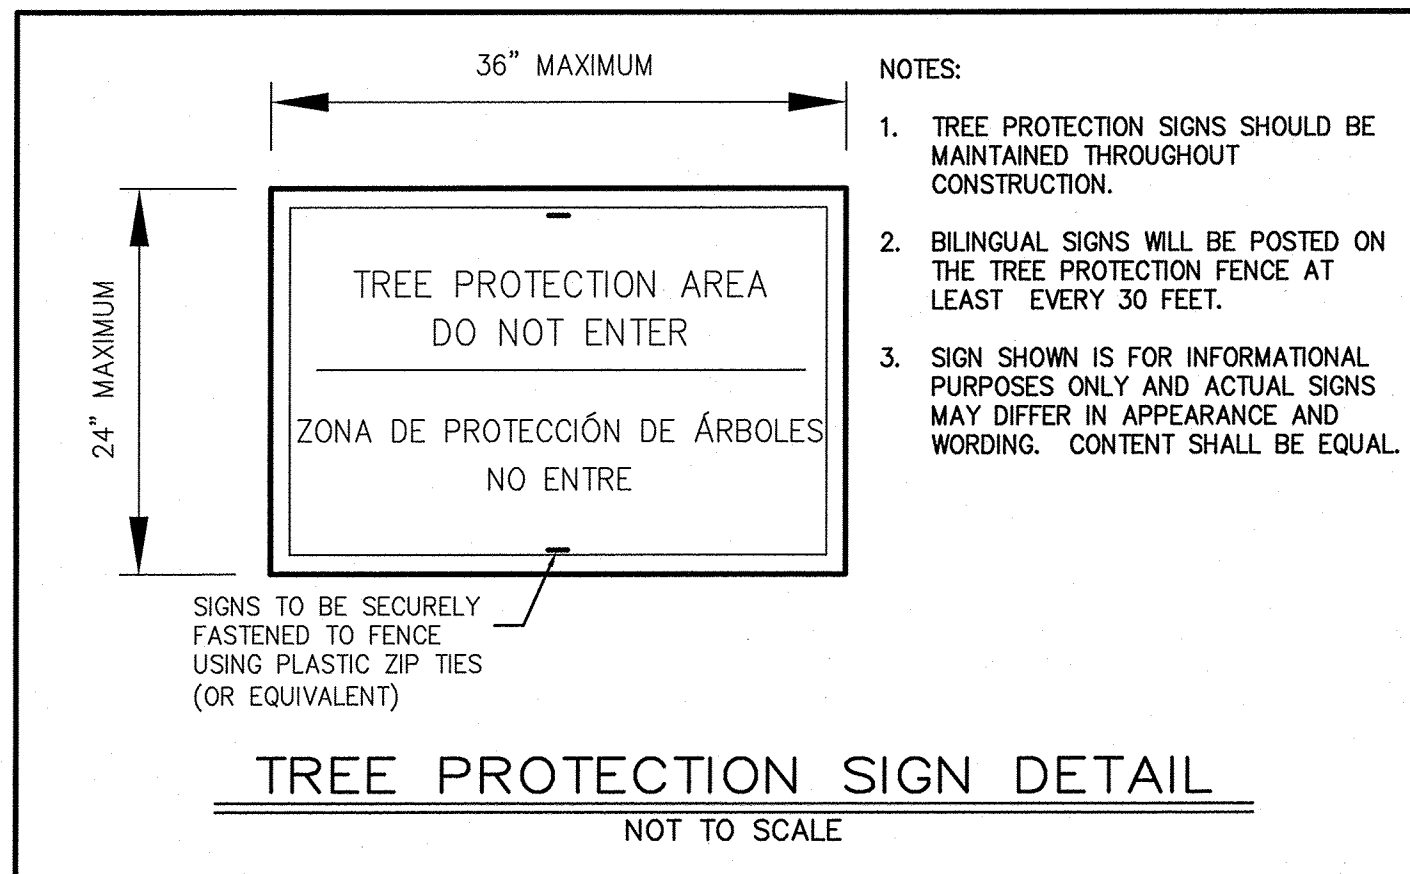 36" MAXIMUM
24" MAXIMUM
TREE PROTECTION AREA
DO NOT ENTER
ZONA DE PROTECCIÓN DE ÁRBOLES
NO ENTRE
SIGNS TO BE SECURELY
FASTENED TO FENCE
USING PLASTIC ZIP TIES
(OR EQUIVALENT)
NOTES:
1. TREE PROTECTION SIGNS SHOULD BE
MAINTAINED THROUGHOUT
CONSTRUCTION.
2. BILINGUAL SIGNS WILL BE POSTED ON
THE TREE PROTECTION FENCE AT
LEAST EVERY 30 FEET.
3. SIGN SHOWN IS FOR INFORMATIONAL
PURPOSES ONLY AND ACTUAL SIGNS
MAY DIFFER IN APPEARANCE AND
WORDING. CONTENT SHALL BE EQUAL.
TREE PROTECTION SIGN DETAIL
NOT TO SCALE